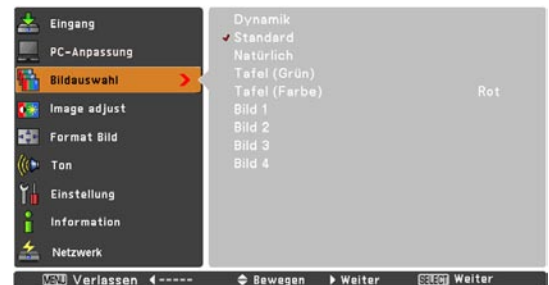 Eingang
PC-Anpassung
Bildauswahl
Image adjust
Format Bild
Ton
Einstellung
Information
Netzwerk
Dynamik
Standard
Natürlich
Tafel (Grün)
Tafel (Farbe) Rot
Bild 1
Bild 2
Bild 3
Bild 4
MENU Verlassen ◀----- Bewegen ▶ Weiter SELECT Weiter